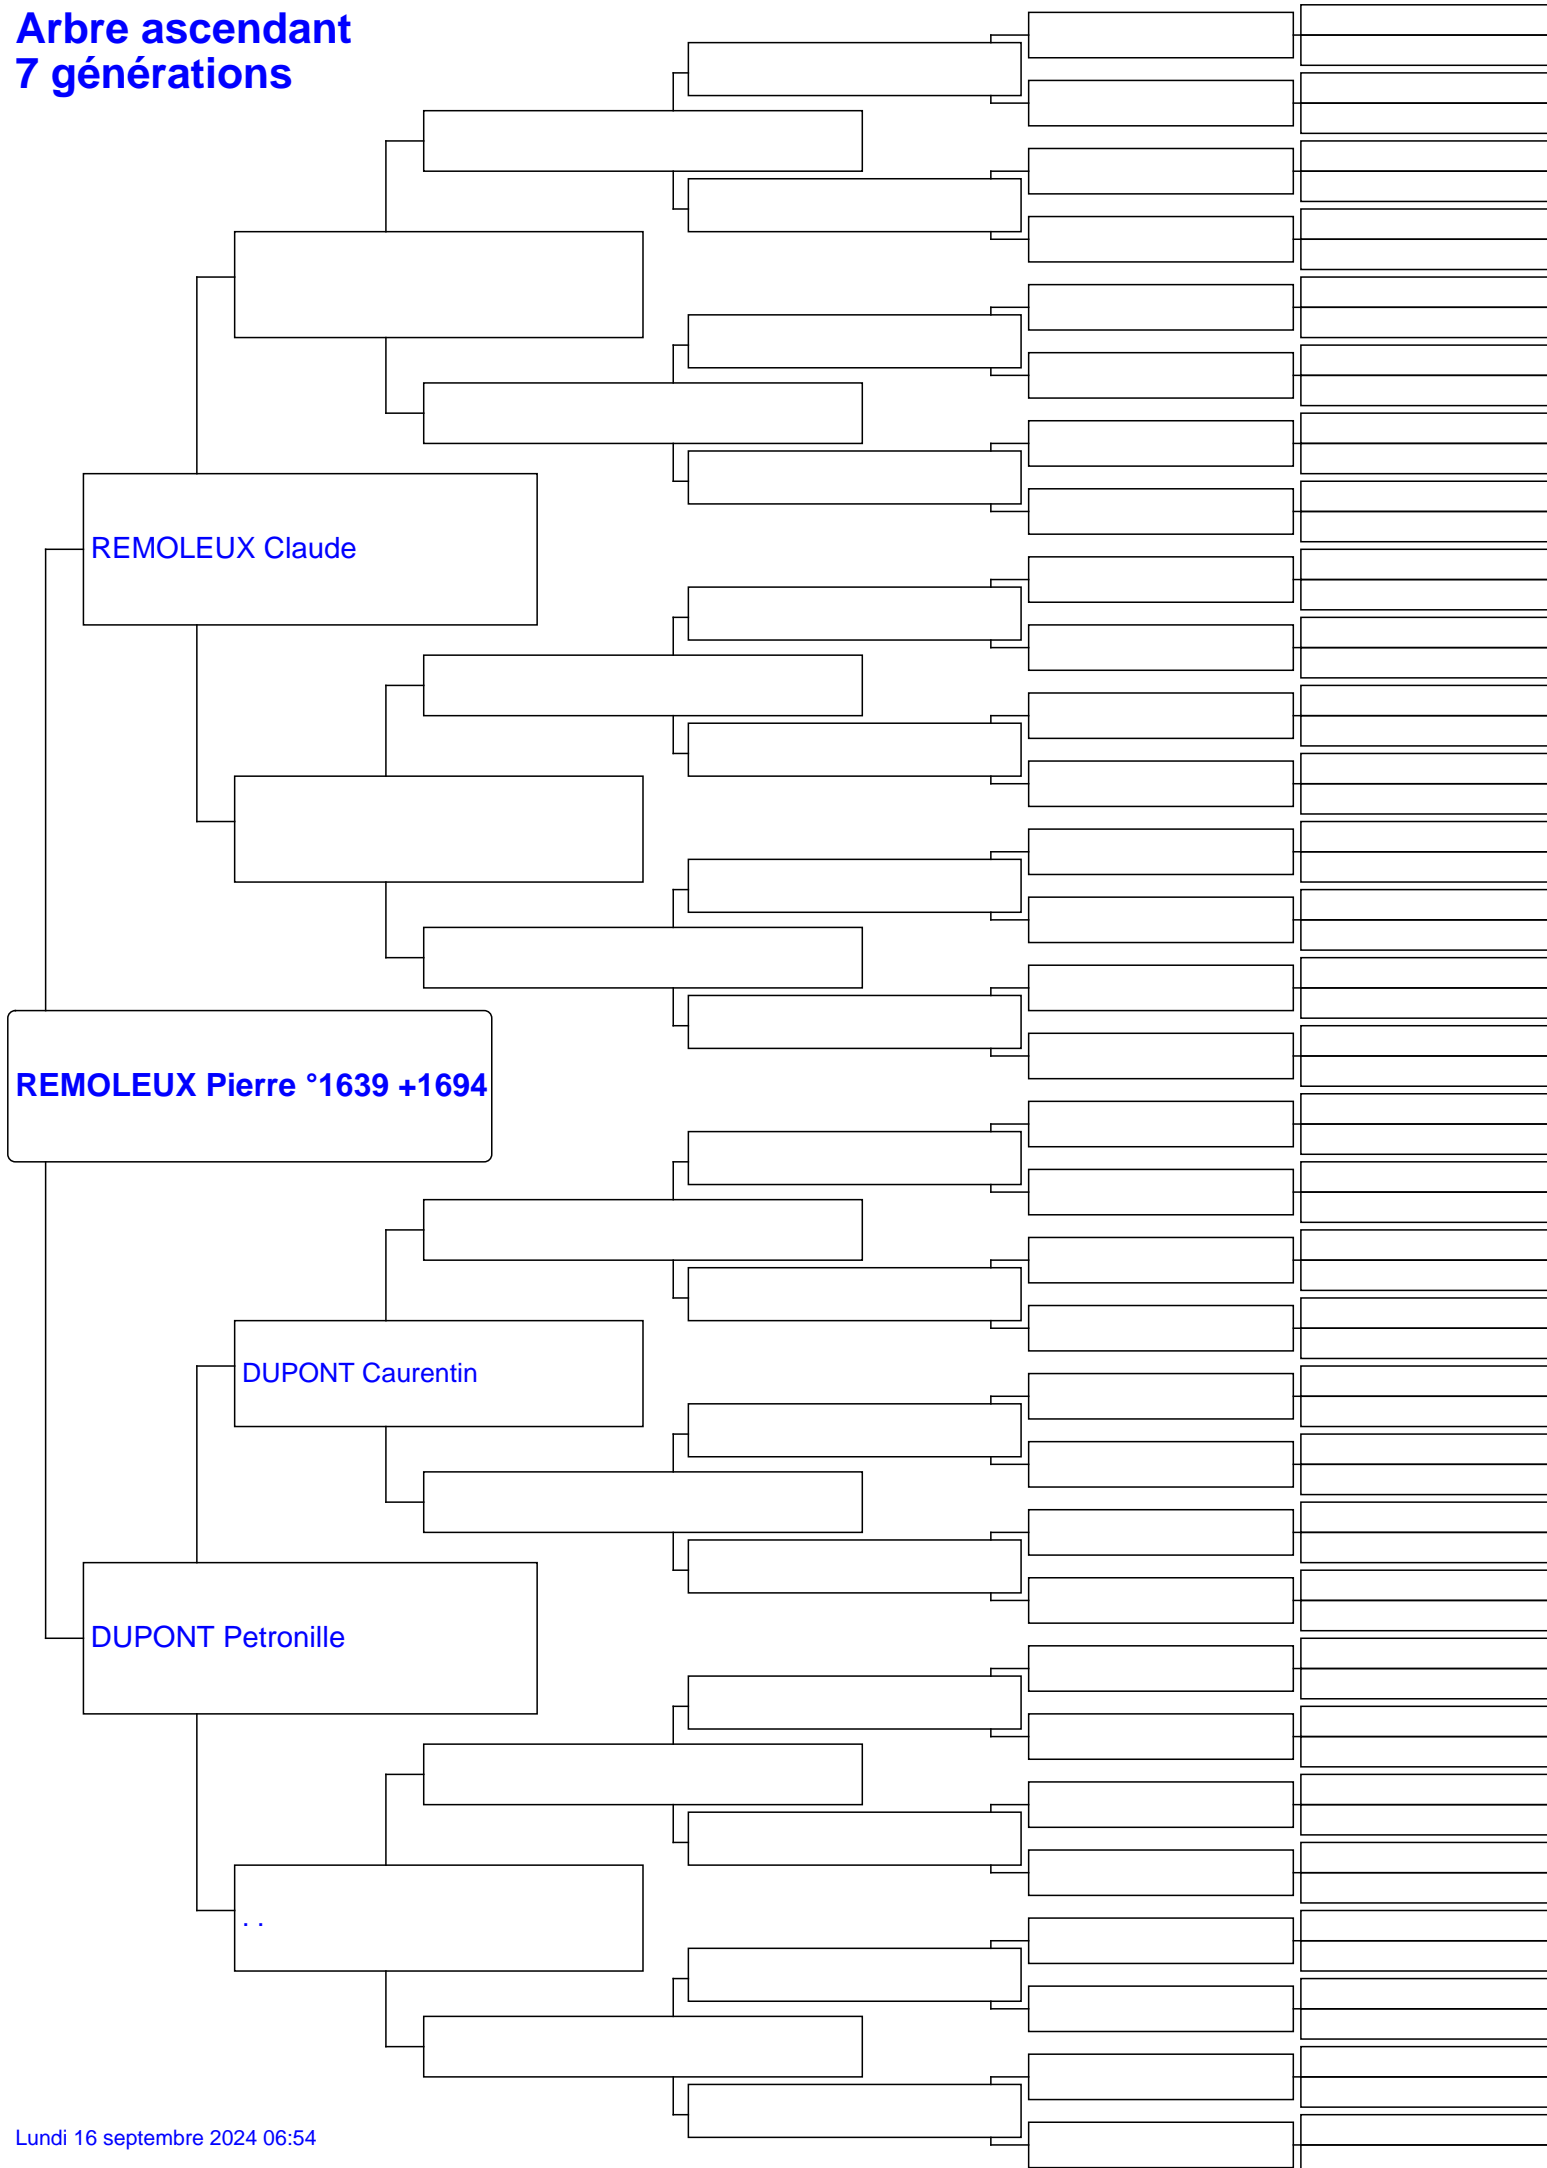 Arbre ascendant
7 générations
REMOLEUX Claude
REMOLEUX Pierre °1639 +1694
DUPONT Caurentin
DUPONT Petronille
. .
Lundi 16 septembre 2024 06:54